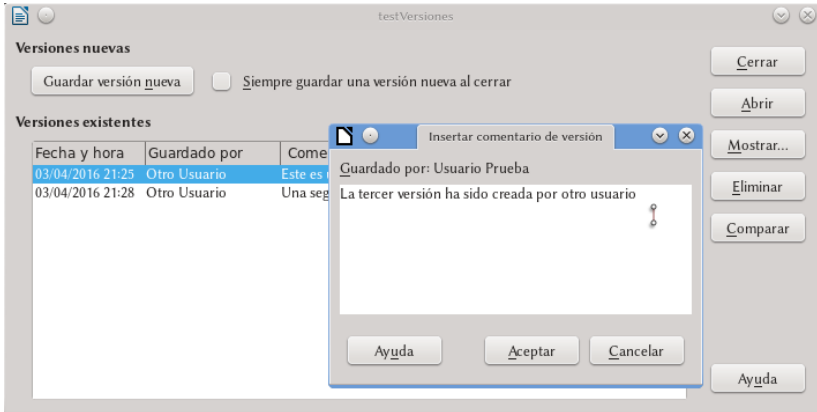 testVersiones
Versiones nuevas
Guardar versión nueva
Siempre guardar una versión nueva al cerrar
Versiones existentes
Fecha y hora Guardado por Come
03/04/2016 21:25 Otro Usuario Este es
03/04/2016 21:28 Otro Usuario Una seg
Insertar comentario de versión
Guardado por: Usuario Prueba
La tercer versión ha sido creada por otro usuario
Ayuda Aceptar Cancelar
Cerrar
Abrir
Mostrar...
Eliminar
Comparar
Ayuda